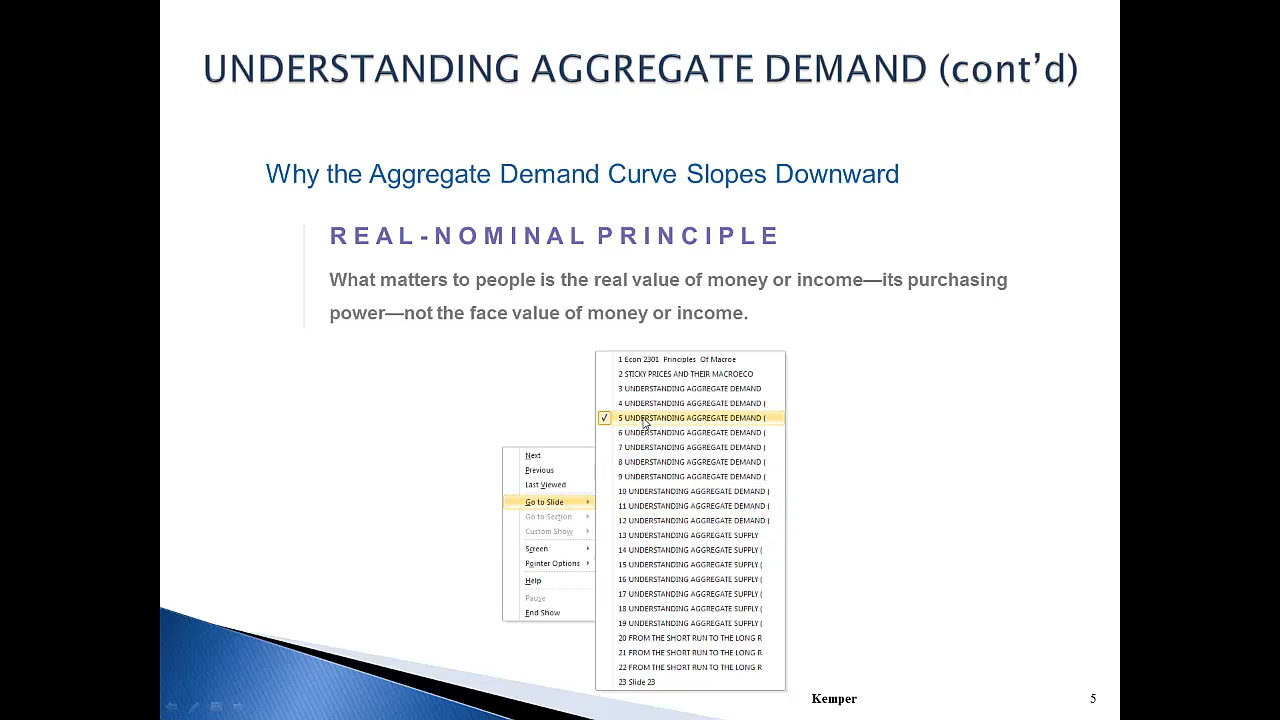 UNDERSTANDING AGGREGATE DEMAND (cont’d)
Why the Aggregate Demand Curve Slopes Downward
REAL-NOMINAL PRINCIPLE
What matters to people is the real value of money or income—its purchasing
power—not the face value of money or income.
1 Econ 2301 Principles Of Macroe
2 STICKY PRICES AND THEIR MACROECO
3 UNDERSTANDING AGGREGATE DEMAND
4 UNDERSTANDING AGGREGATE DEMAND (
5 UNDERSTANDING AGGREGATE DEMAND (
6 UNDERSTANDING AGGREGATE DEMAND (
7 UNDERSTANDING AGGREGATE DEMAND (
8 UNDERSTANDING AGGREGATE DEMAND (
9 UNDERSTANDING AGGREGATE DEMAND (
10 UNDERSTANDING AGGREGATE DEMAND (
11 UNDERSTANDING AGGREGATE DEMAND (
12 UNDERSTANDING AGGREGATE DEMAND (
13 UNDERSTANDING AGGREGATE SUPPLY
14 UNDERSTANDING AGGREGATE SUPPLY (
15 UNDERSTANDING AGGREGATE SUPPLY (
16 UNDERSTANDING AGGREGATE SUPPLY (
17 UNDERSTANDING AGGREGATE SUPPLY (
18 UNDERSTANDING AGGREGATE SUPPLY (
19 UNDERSTANDING AGGREGATE SUPPLY (
20 FROM THE SHORT RUN TO THE LONG R
21 FROM THE SHORT RUN TO THE LONG R
22 FROM THE SHORT RUN TO THE LONG R
23 Slide 23
Next
Previous
Last Viewed
Go to Slide
Go to Section
Custom Show
Screen
Pointer Options
Help
Pause
End Show
Kemper
5